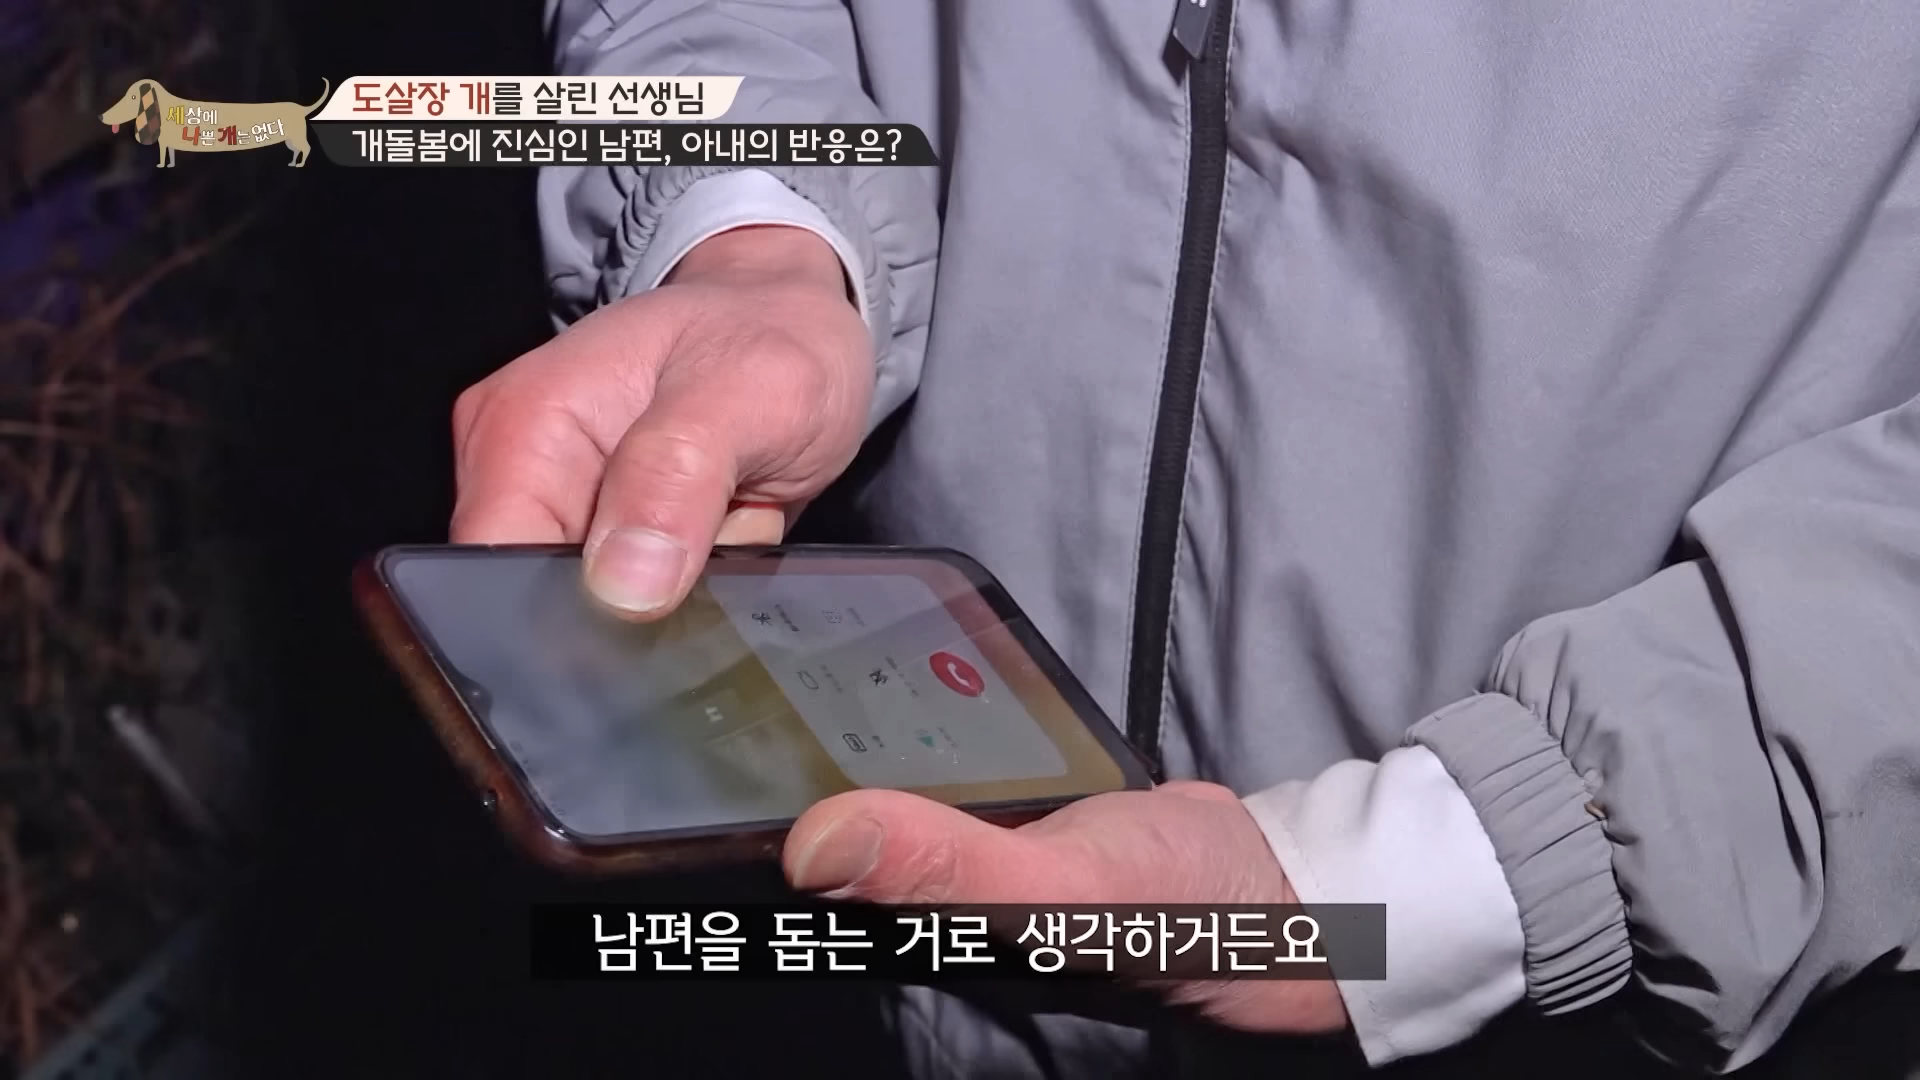 세상에
나쁜 개는 없다
도살장 개를 살린 선생님
개돌봄에 진심인 남편, 아내의 반응은?
남편을 돕는 거로 생각하거든요